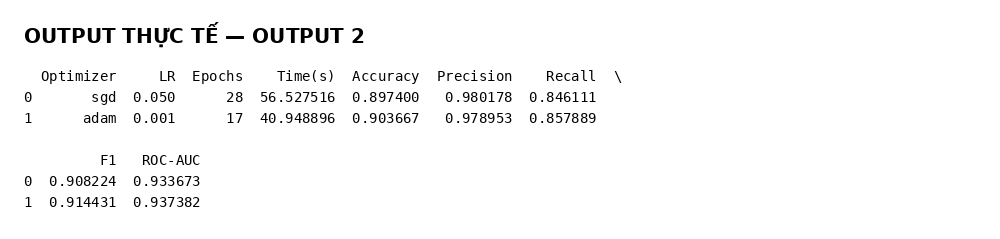 OUTPUT THỰC TẾ — OUTPUT 2
  Optimizer     LR  Epochs    Time(s)  Accuracy  Precision    Recall  \
0       sgd  0.050      28  56.527516  0.897400   0.980178  0.846111
1      adam  0.001      17  40.948896  0.903667   0.978953  0.857889
         F1   ROC-AUC
0  0.908224  0.933673
1  0.914431  0.937382